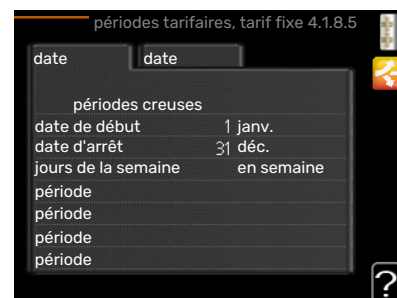 périodes tarifaires, tarif fixe 4.1.8.5
date date
périodes creuses
date de début 1 janv.
date d'arrêt 31 déc.
jours de la semaine en semaine
période
période
période
période
?